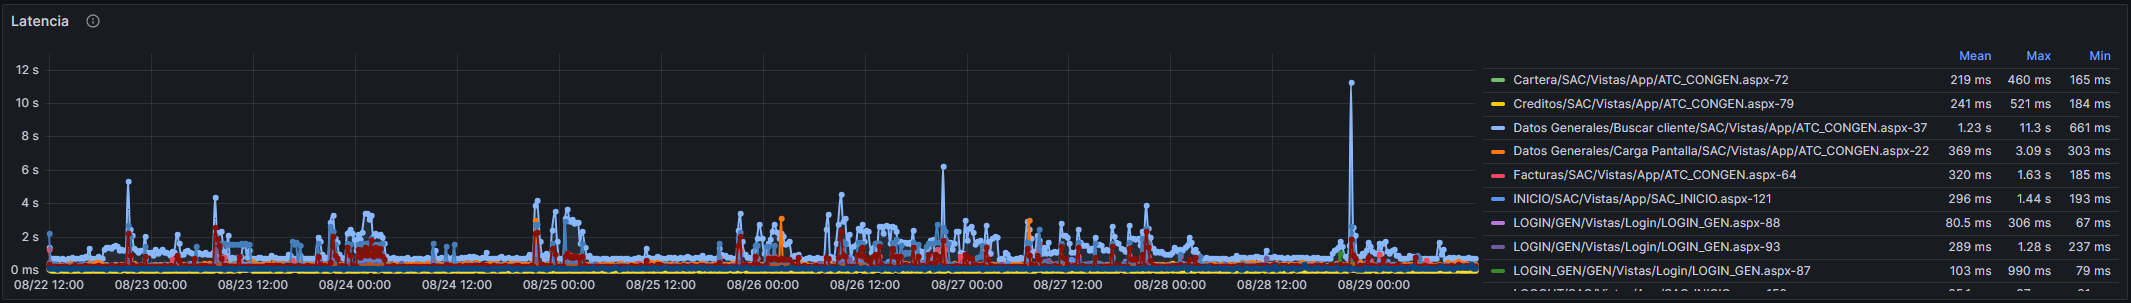 Latencia
Mean Max Min
12 s
10 s
8 s
6 s
4 s
2 s
0 ms
08/22 12:00 08/23 00:00 08/23 12:00 08/24 00:00 08/24 12:00 08/25 00:00 08/25 12:00 08/26 00:00 08/26 12:00 08/27 00:00 08/27 12:00 08/28 00:00 08/28 12:00 08/29 00:00
Cartera/SAC/Vistas/App/ATC_CONGEN.aspx-72 219 ms 460 ms 165 ms
Creditos/SAC/Vistas/App/ATC_CONGEN.aspx-79 241 ms 521 ms 184 ms
Datos Generales/Buscar cliente/SAC/Vistas/App/ATC_CONGEN.aspx-37 1.23 s 11.3 s 661 ms
Datos Generales/Carga Pantalla/SAC/Vistas/App/ATC_CONGEN.aspx-22 369 ms 3.09 s 303 ms
Facturas/SAC/Vistas/App/ATC_CONGEN.aspx-64 320 ms 1.63 s 185 ms
INICIO/SAC/Vistas/App/SAC_INICIO.aspx-121 296 ms 1.44 s 193 ms
LOGIN/GEN/Vistas/Login/LOGIN_GEN.aspx-88 80.5 ms 306 ms 67 ms
LOGIN/GEN/Vistas/Login/LOGIN_GEN.aspx-93 289 ms 1.28 s 237 ms
LOGIN_GEN/GEN/Vistas/Login/LOGIN_GEN.aspx-87 103 ms 990 ms 79 ms